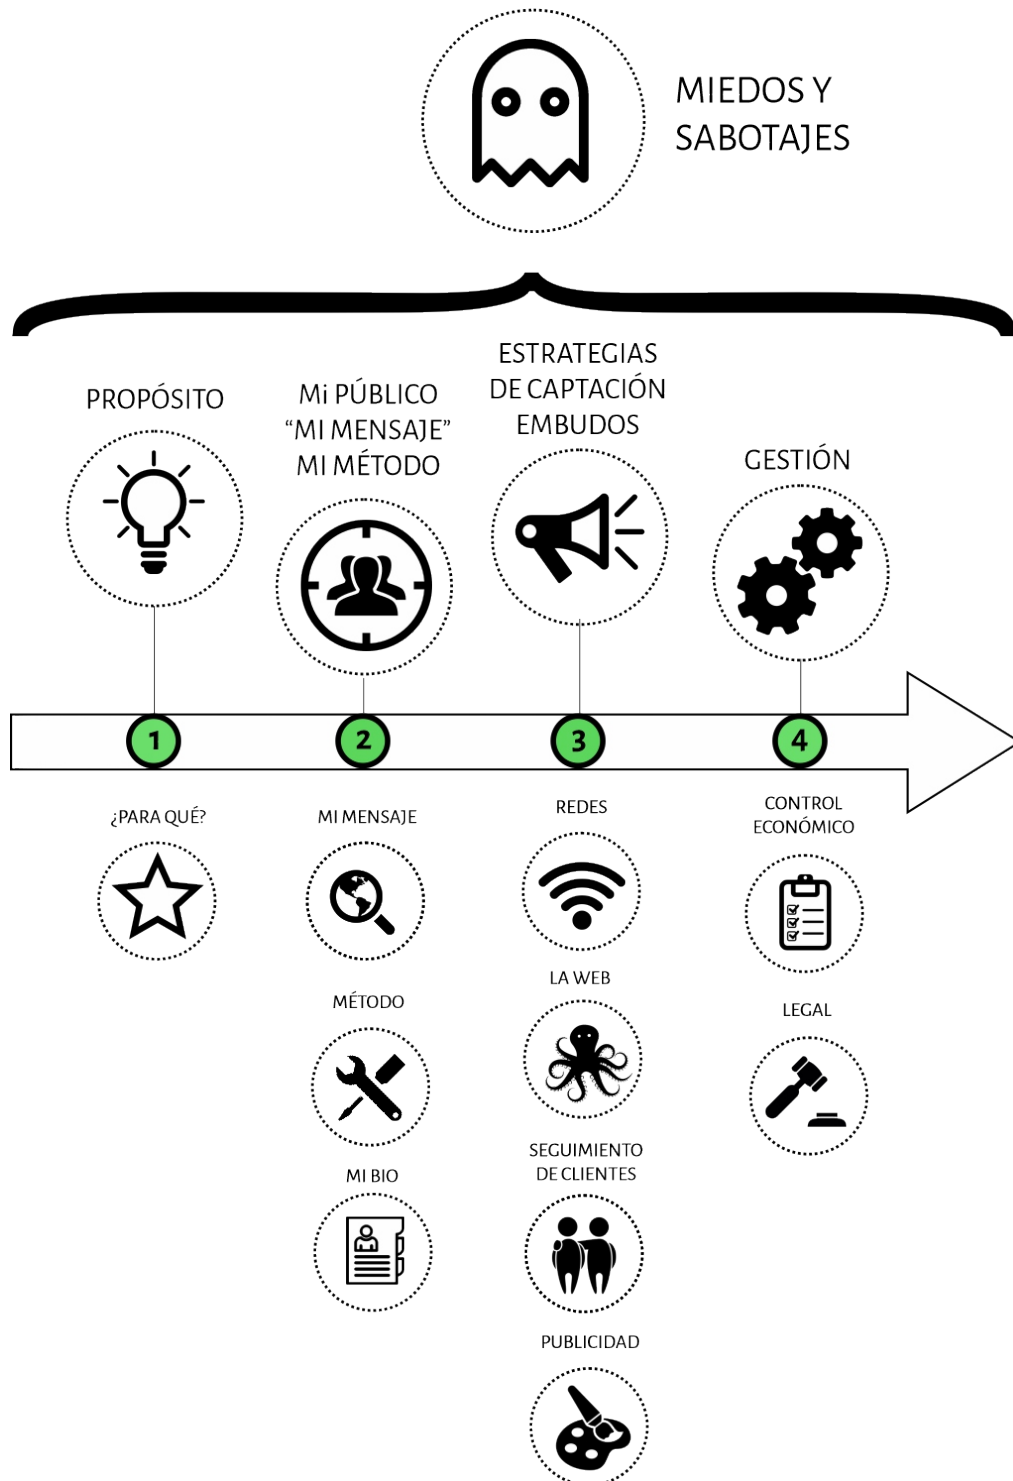 MIEDOS Y
SABOTAJES
PROPÓSITO
Mi PÚBLICO
“MI MENSAJE”
MI MÉTODO
ESTRATEGIAS
DE CAPTACIÓN
EMBUDOS
GESTIÓN
1
2
3
4
¿PARA QUÉ?
MI MENSAJE
MÉTODO
MI BIO
REDES
LA WEB
SEGUIMIENTO
DE CLIENTES
PUBLICIDAD
CONTROL
ECONÓMICO
LEGAL